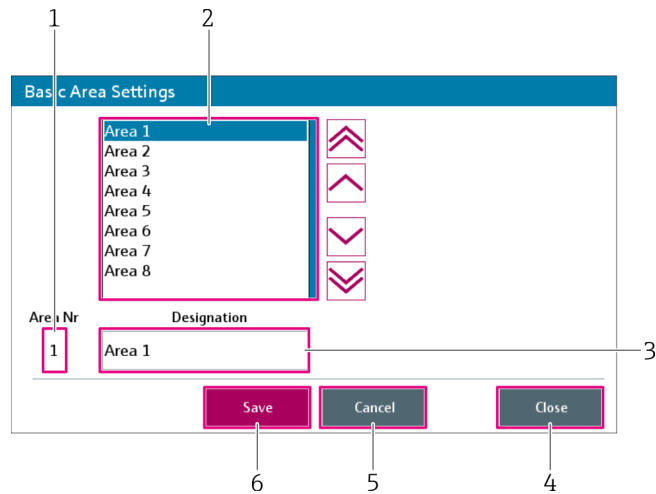 1
2
Basic Area Settings
Area 1
Area 2
Area 3
Area 4
Area 5
Area 6
Area 7
Area 8
Area Nr
Designation
1
Area 1
3
Save
Cancel
Close
6
5
4